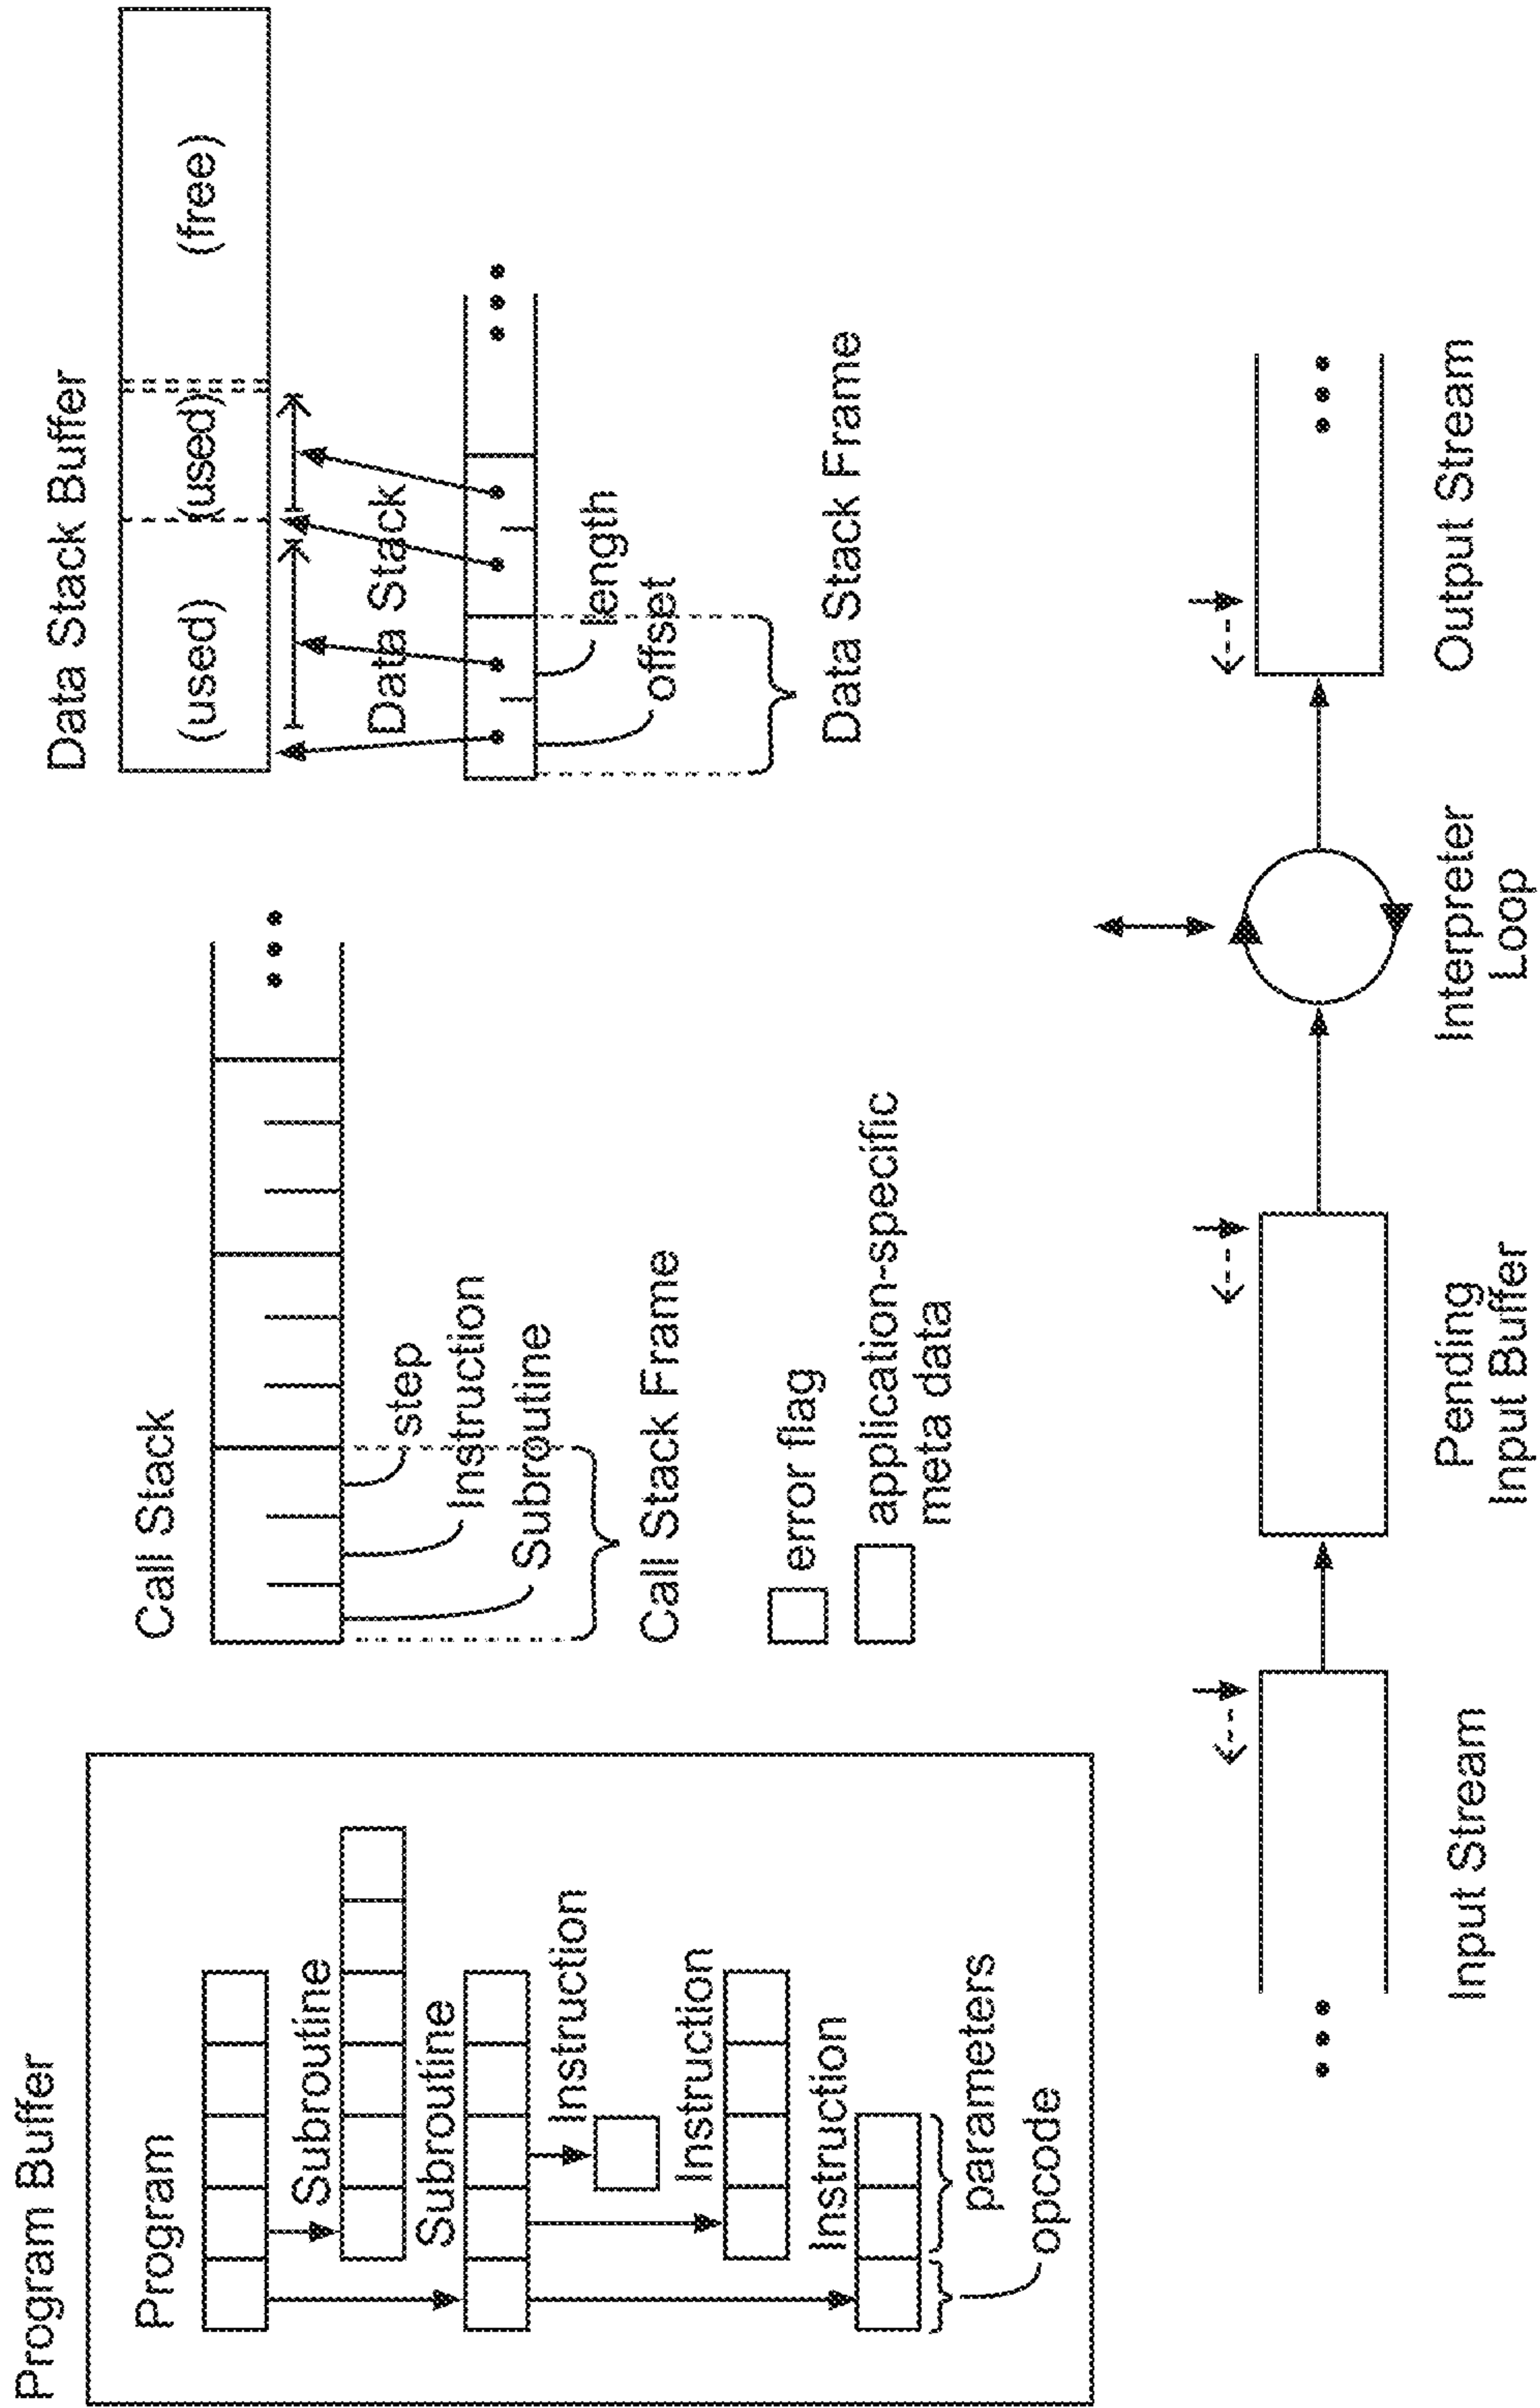 Program Buffer
Program
Subroutine
Subroutine
Instruction
Instruction
Instruction
parameters
opcode
Call Stack
step
Instruction
Subroutine
Call Stack Frame
error flag
application-specific
meta data
Data Stack Buffer
(used)
(used)
(free)
Data Stack
length
offset
Data Stack Frame
Input Stream
Pending
Input Buffer
Interpreter
Loop
Output Stream